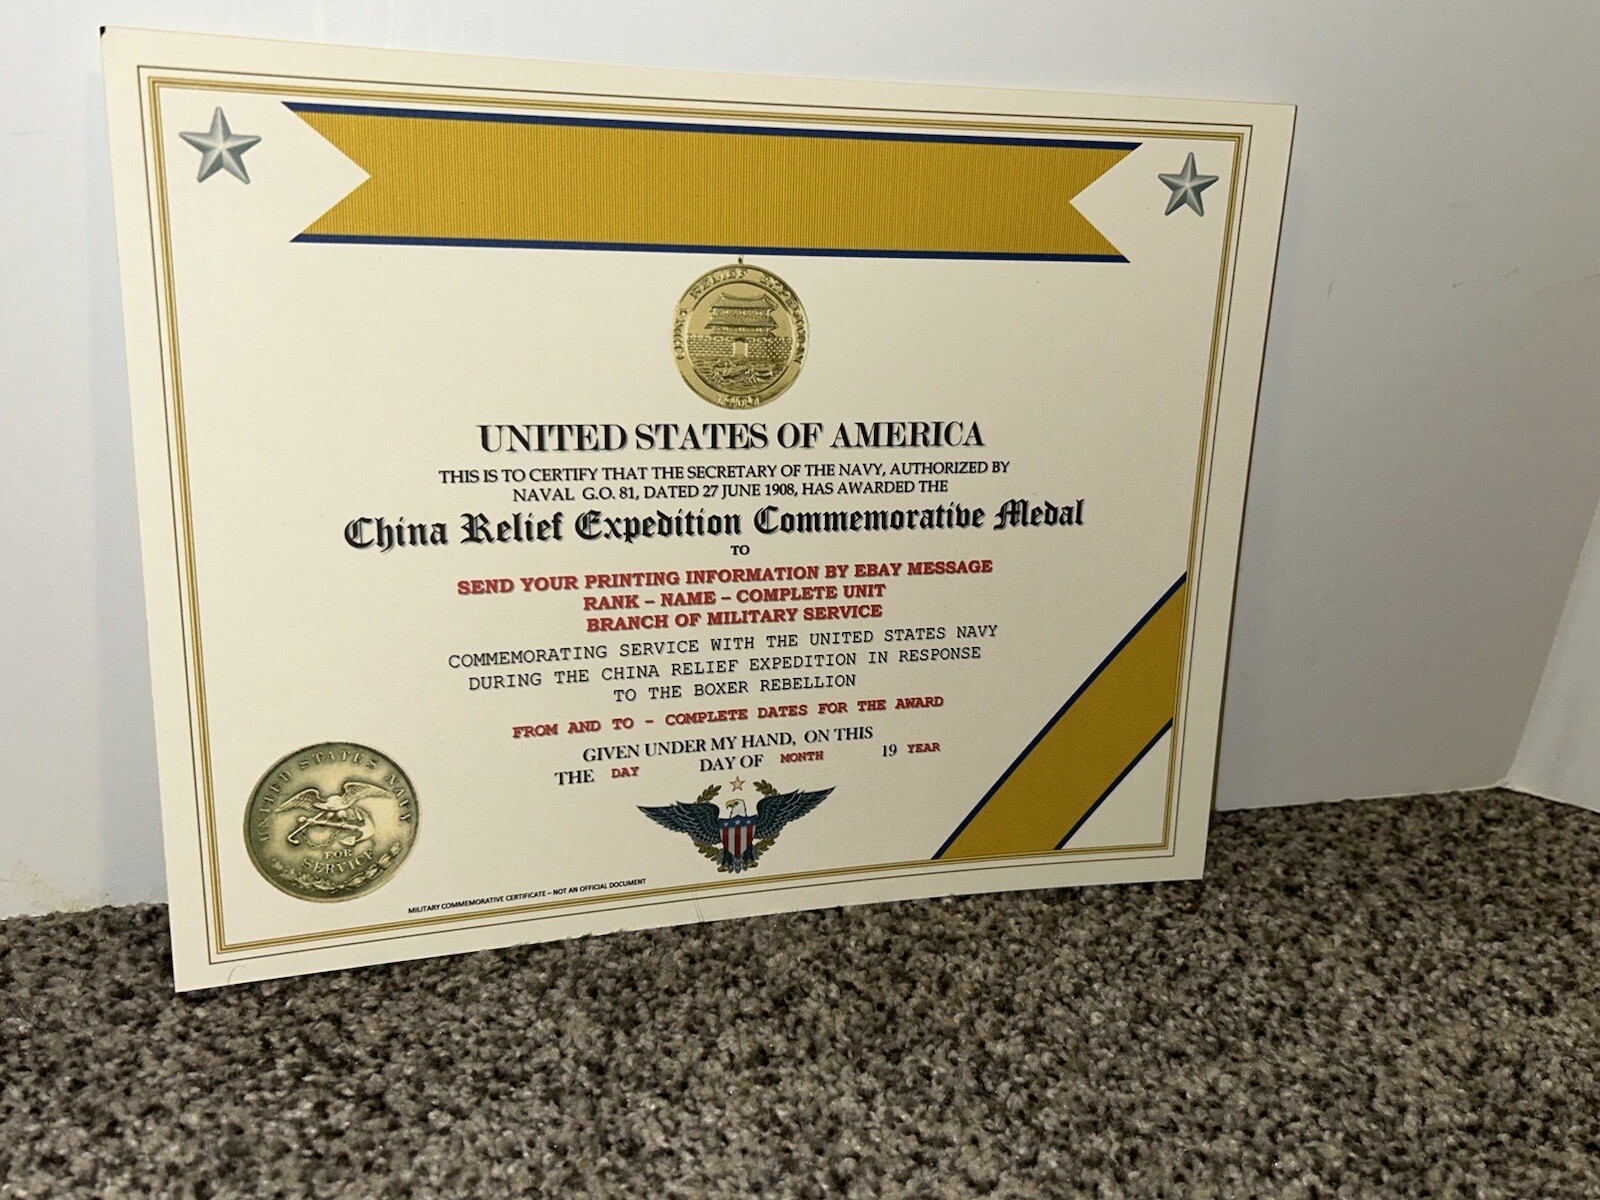 CHINA RELIEF EXPEDITION
1901
UNITED STATES OF AMERICA
THIS IS TO CERTIFY THAT THE SECRETARY OF THE NAVY, AUTHORIZED BY
NAVAL G.O. 81, DATED 27 JUNE 1908, HAS AWARDED THE
China Relief Expedition Commemorative Medal
TO
SEND YOUR PRINTING INFORMATION BY EBAY MESSAGE
RANK – NAME – COMPLETE UNIT
BRANCH OF MILITARY SERVICE
COMMEMORATING SERVICE WITH THE UNITED STATES NAVY
DURING THE CHINA RELIEF EXPEDITION IN RESPONSE
TO THE BOXER REBELLION
FROM AND TO - COMPLETE DATES FOR THE AWARD
GIVEN UNDER MY HAND, ON THIS
THE DAY DAY OF MONTH 19 YEAR
UNITED STATES NAVY
FOR
SERVICE
MILITARY COMMEMORATIVE CERTIFICATE – NOT AN OFFICIAL DOCUMENT